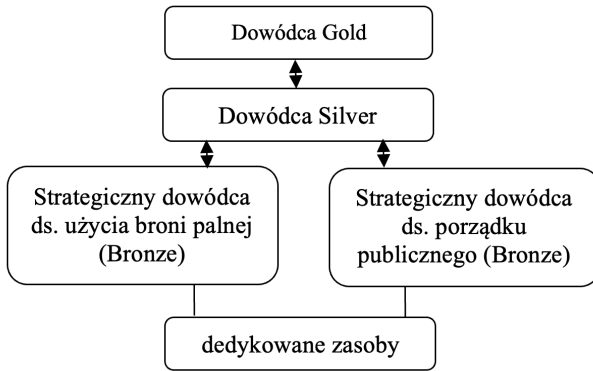 Dowódca Gold
Dowódca Silver
Strategiczny dowódca
ds. użycia broni palnej
(Bronze)
Strategiczny dowódca
ds. porządku
publicznego (Bronze)
dedykowane zasoby